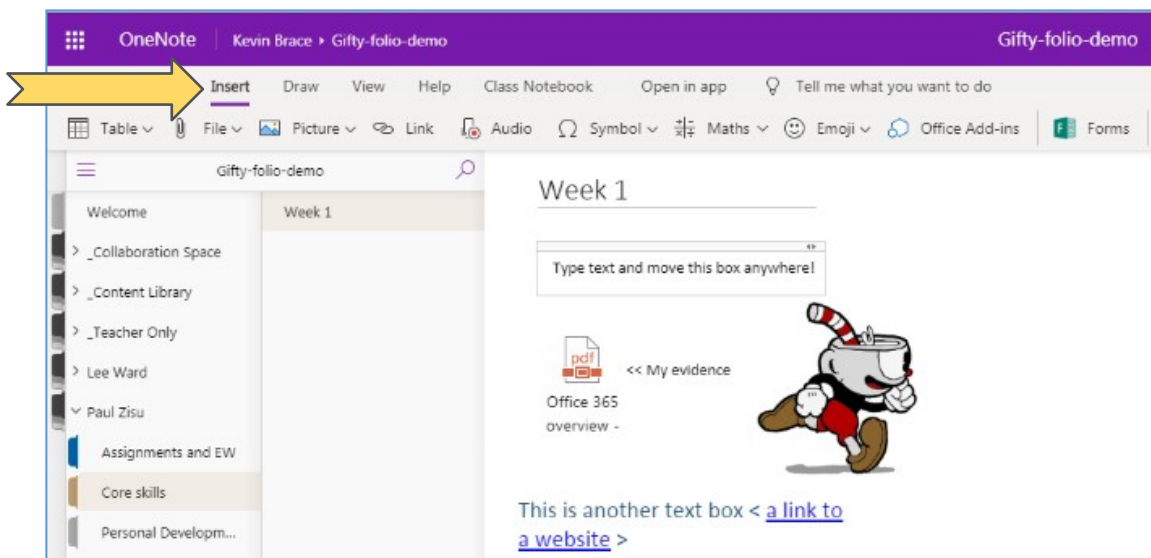 OneNote Kevin Brace › Gifty-folio-demo Gifty-folio-demo
Insert Draw View Help Class Notebook Open in app Tell me what you want to do
Table File Picture Link Audio Symbol Maths Emoji Office Add-ins Forms
Gifty-folio-demo
Welcome
_Collaboration Space
_Content Library
_Teacher Only
Lee Ward
Paul Zisu
Assignments and EW
Core skills
Personal Developm...
Week 1
Week 1
Type text and move this box anywhere!
pdf
<< My evidence
Office 365
overview -
This is another text box < a link to
a website >